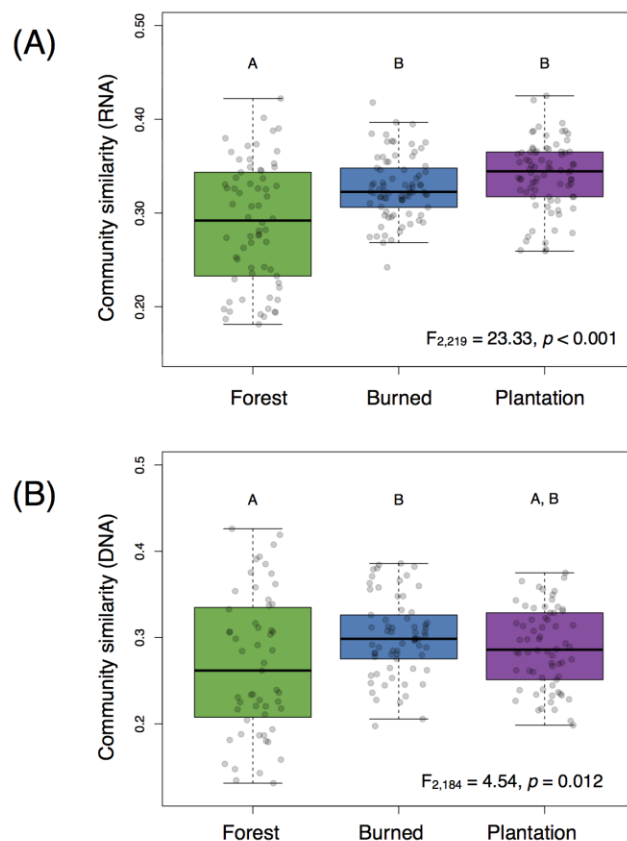 (A)
Community similarity (RNA)
0.50
0.40
0.30
0.20
A
B
B
F2,219 = 23.33, p < 0.001
Forest
Burned
Plantation
(B)
Community similarity (DNA)
0.5
0.4
0.3
0.2
A
B
A, B
F2,184 = 4.54, p = 0.012
Forest
Burned
Plantation